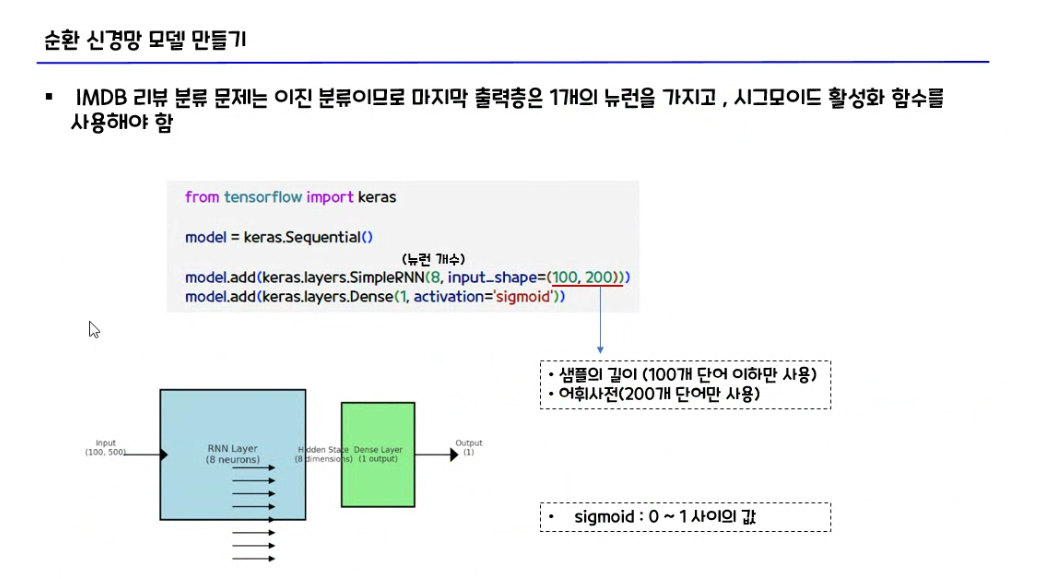 순환 신경망 모델 만들기
▪ IMDB 리뷰 분류 문제는 이진 분류이므로 마지막 출력층은 1개의 뉴런을 가지고 , 시그모이드 활성화 함수를
사용해야 함
from tensorflow import keras
model = keras.Sequential()
(뉴런 개수)
model.add(keras.layers.SimpleRNN(8, input_shape=(100, 200)))
model.add(keras.layers.Dense(1, activation='sigmoid'))
• 샘플의 길이 (100개 단어 이하만 사용)
• 어휘사전(200개 단어만 사용)
Input
(100, 500)
RNN Layer
(8 neurons)
Hidden State
(8 dimensions)
Dense Layer
(1 output)
Output
(1)
• sigmoid : 0 ~ 1 사이의 값